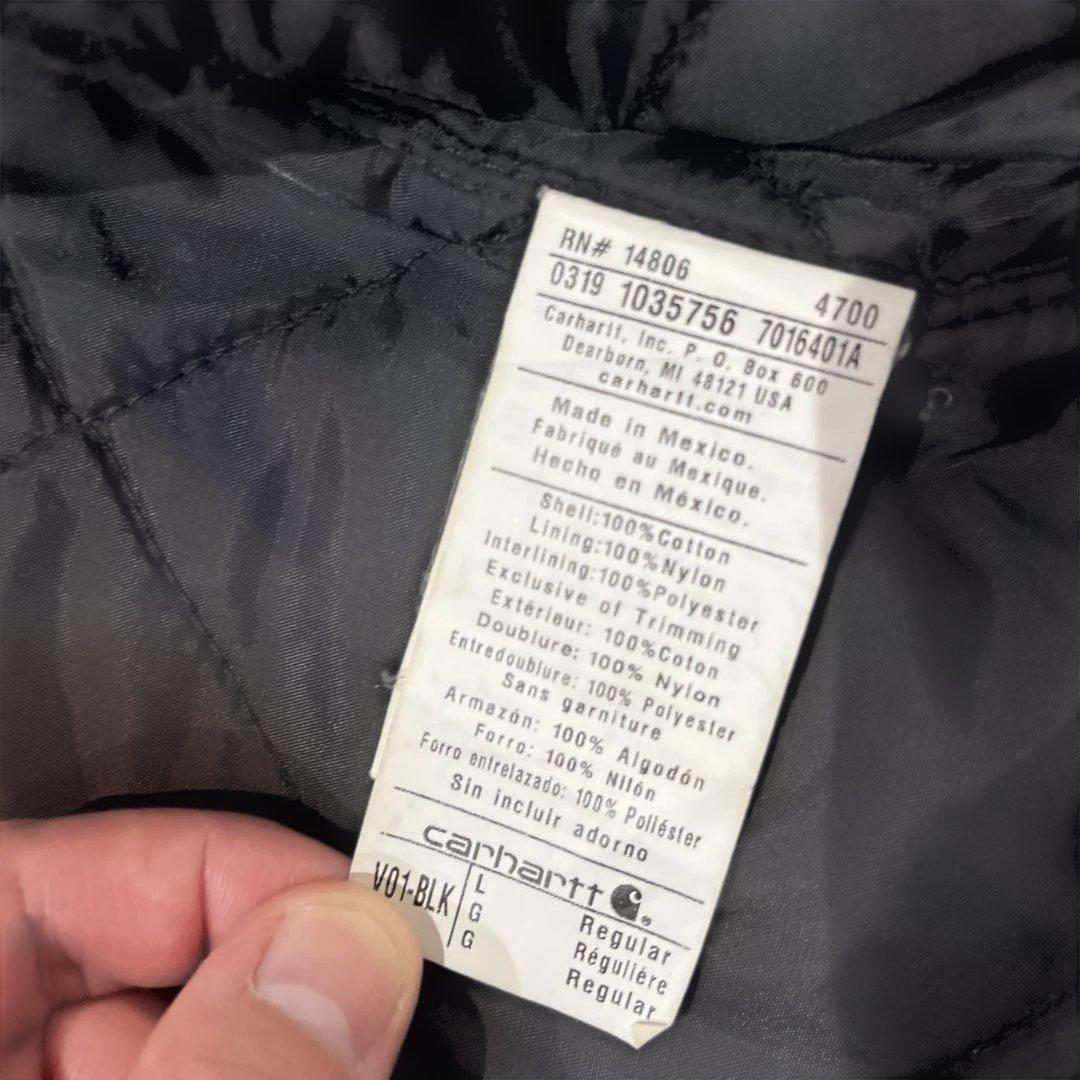 RN# 14806 4700
0319 1035756 7016401A
Carhartt, Inc. P. O. Box 600
Dearborn, MI 48121 USA
carhartt.com
Made in Mexico.
Fabriqué au Mexique.
Hecho en México.
Shell:100%Cotton
Lining:100%Nylon
Interlining:100%Polyester
Exclusive of Trimming
Extérieur: 100%Coton
Doublure: 100% Nylon
Entredoublure: 100% Polyester
Sans garniture
Armazón: 100% Algodón
Forro: 100% Nilón
Forro entrelazado: 100% Poliéster
Sin incluir adorno
carhartt
V01-BLK L Regular
G Régulière
G Regular